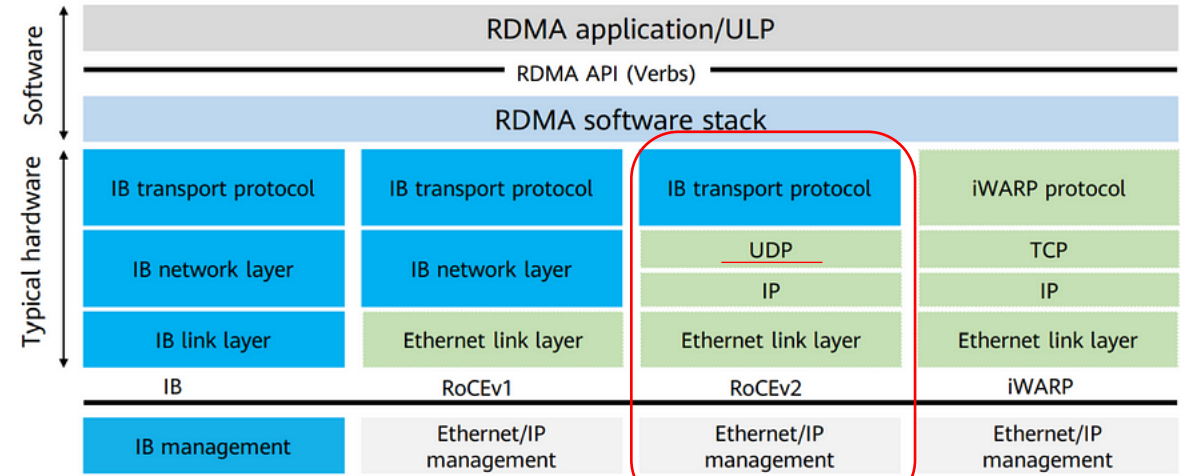 Software
RDMA application/ULP
RDMA API (Verbs)
RDMA software stack
Typical hardware
IB transport protocol
IB transport protocol
IB transport protocol
iWARP protocol
IB network layer
IB network layer
UDP
TCP
IP
IP
IB link layer
Ethernet link layer
Ethernet link layer
Ethernet link layer
IB
RoCEv1
RoCEv2
iWARP
IB management
Ethernet/IP
management
Ethernet/IP
management
Ethernet/IP
management